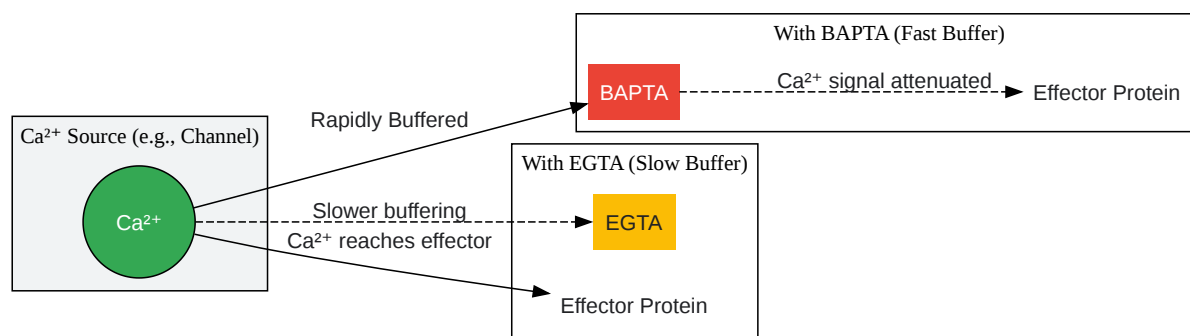 With BAPTA (Fast Buffer)
BAPTA
Ca²⁺ signal attenuated
Effector Protein
Rapidly Buffered
Ca²⁺ Source (e.g., Channel)
Ca²⁺
With EGTA (Slow Buffer)
Slower buffering
EGTA
Ca²⁺ reaches effector
Effector Protein